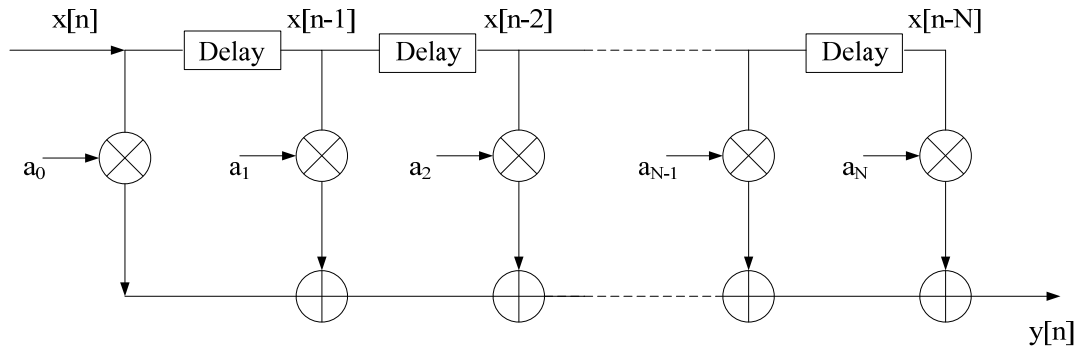 x[n] x[n-1] x[n-2] x[n-N]
Delay Delay Delay
a0 a1 a2 aN-1 aN
y[n]